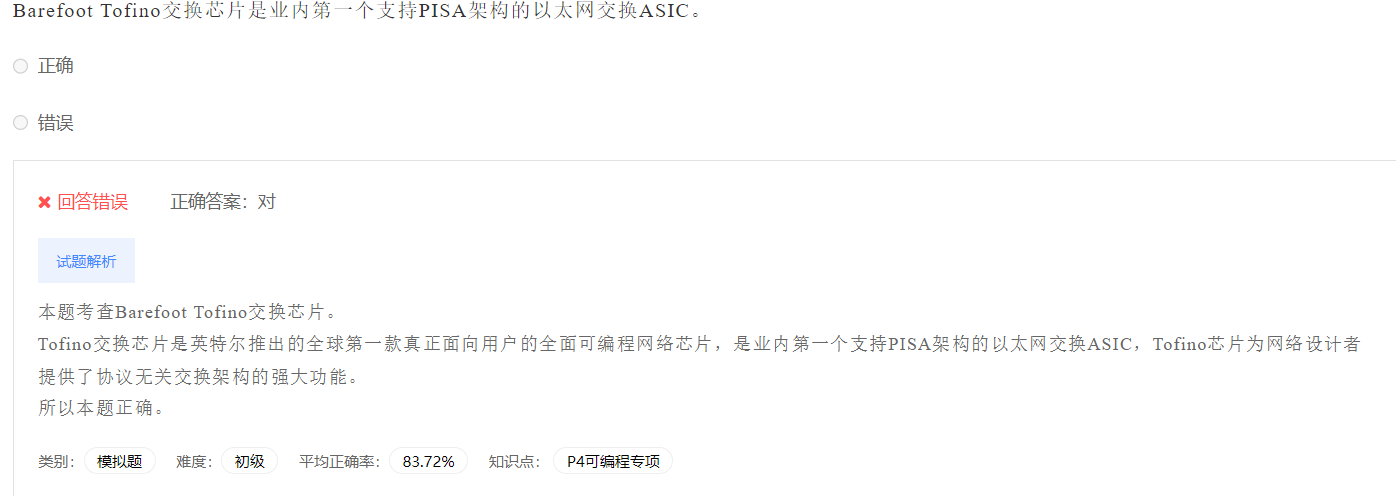 Barefoot Tofino交换芯片是业内第一个支持PISA架构的以太网交换ASIC。
正确
错误
回答错误 正确答案：对
试题解析
本题考查Barefoot Tofino交换芯片。
Tofino交换芯片是英特尔推出的全球第一款真正面向用户的全面可编程网络芯片，是业内第一个支持PISA架构的以太网交换ASIC，Tofino芯片为网络设计者
提供了协议无关交换架构的强大功能。
所以本题正确。
类别： 模拟题 难度： 初级 平均正确率： 83.72% 知识点： P4可编程专项